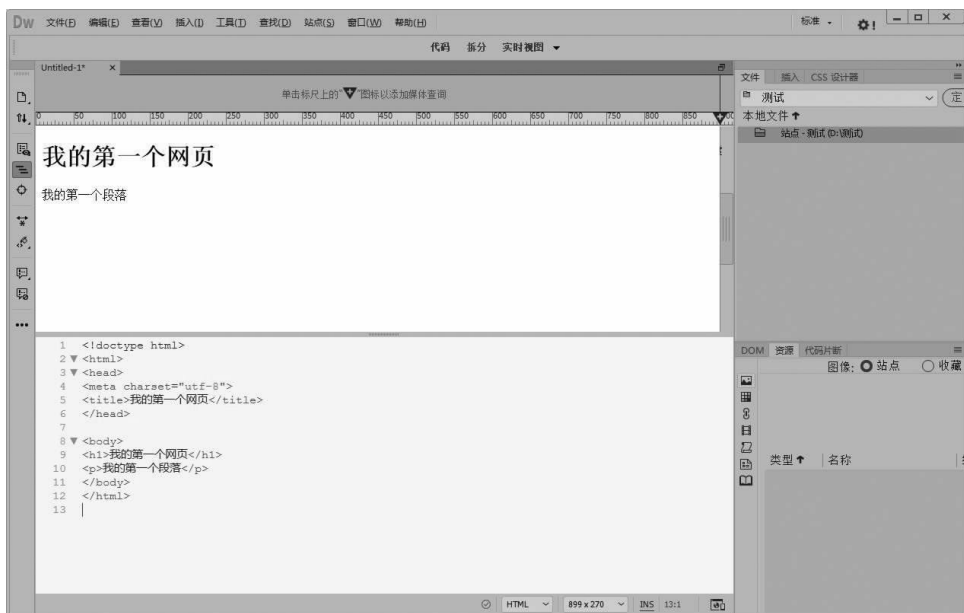 Dw 文件(F) 编辑(E) 查看(V) 插入(I) 工具(T) 查找(D) 站点(S) 窗口(W) 帮助(H) 标准
代码 拆分 实时视图
Untitled-1* ×
单击标尺上的“ ”图标以添加媒体查询
0 50 100 150 200 250 300 350 400 450 500 550 600 650 700 750 800 850
我的第一个网页
我的第一个段落
1 <!doctype html>
2 <html>
3 <head>
4 <meta charset="utf-8">
5 <title>我的第一个网页</title>
6 </head>
7
8 <body>
9 <h1>我的第一个网页</h1>
10 <p>我的第一个段落</p>
11 </body>
12 </html>
13
HTML 899 x 270 INS 13:1
文件 插入 CSS 设计器
测试 定
本地文件
站点 - 测试 (D:\测试)
DOM 资源 代码片断
图像: 站点 收藏
类型 名称